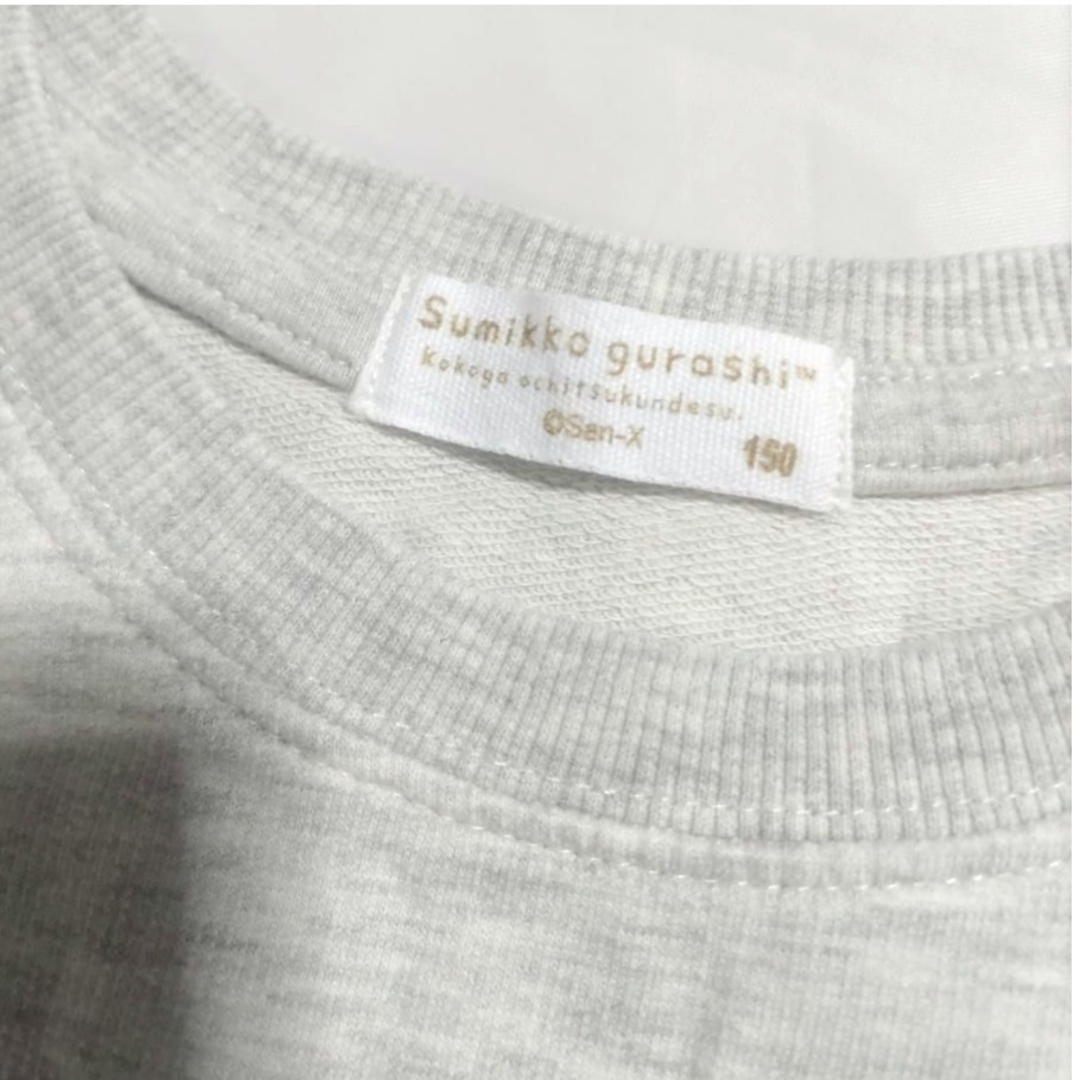 Sumikko gurashi™
Kokoga ochitsukundesu.
©San-X
150